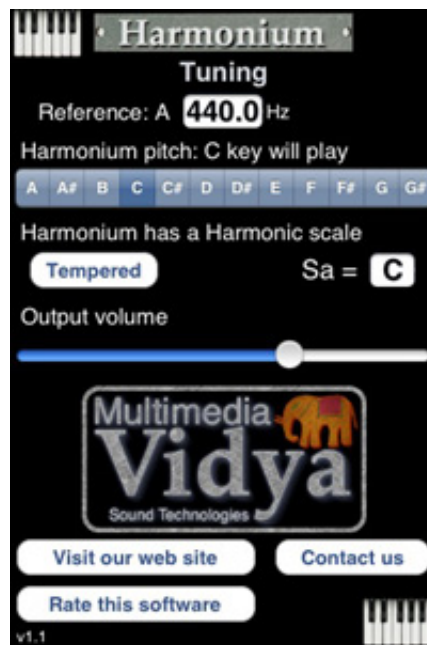 · Harmonium ·
Tuning
Reference: A 440.0 Hz
Harmonium pitch: C key will play
A A# B C C# D D# E F F# G G#
Harmonium has a Harmonic scale
Tempered Sa = C
Output volume
Multimedia
Vidya
Sound Technologies
Visit our web site Contact us
Rate this software
v1.1